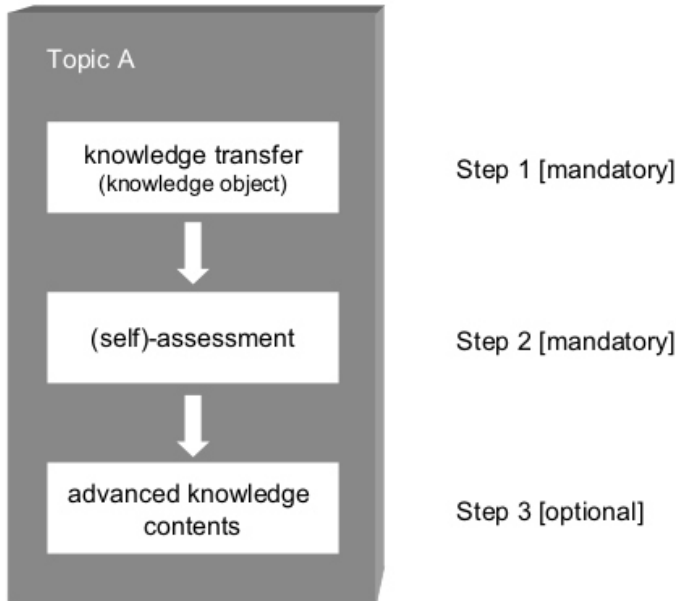 Topic A
knowledge transfer
(knowledge object)
Step 1 [mandatory]
(self)-assessment
Step 2 [mandatory]
advanced knowledge
contents
Step 3 [optional]